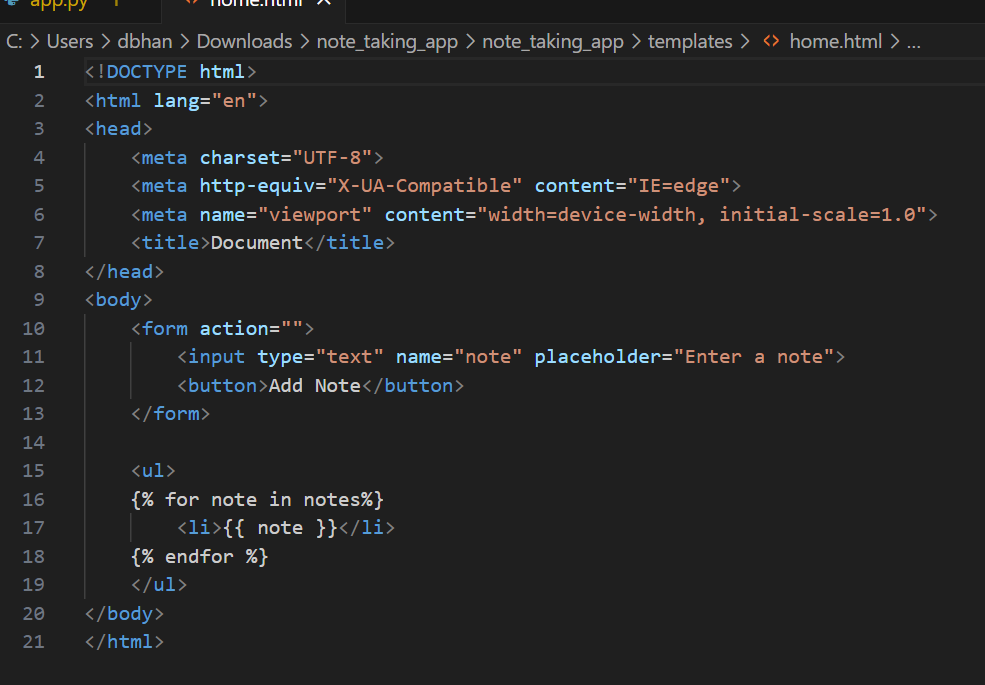 app.py 1 home.html
C: > Users > dbhan > Downloads > note_taking_app > note_taking_app > templates > <> home.html > ...
1 <!DOCTYPE html>
2 <html lang="en">
3 <head>
4     <meta charset="UTF-8">
5     <meta http-equiv="X-UA-Compatible" content="IE=edge">
6     <meta name="viewport" content="width=device-width, initial-scale=1.0">
7     <title>Document</title>
8 </head>
9 <body>
10     <form action="">
11         <input type="text" name="note" placeholder="Enter a note">
12         <button>Add Note</button>
13     </form>
14
15     <ul>
16     {% for note in notes%}
17         <li>{{ note }}</li>
18     {% endfor %}
19     </ul>
20 </body>
21 </html>